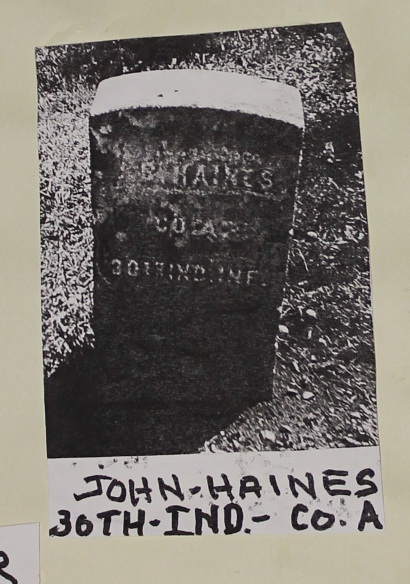 HAINES
CO. A.
30TH IND. INF.
JOHN-HAINES
30TH-IND.- CO. A
R